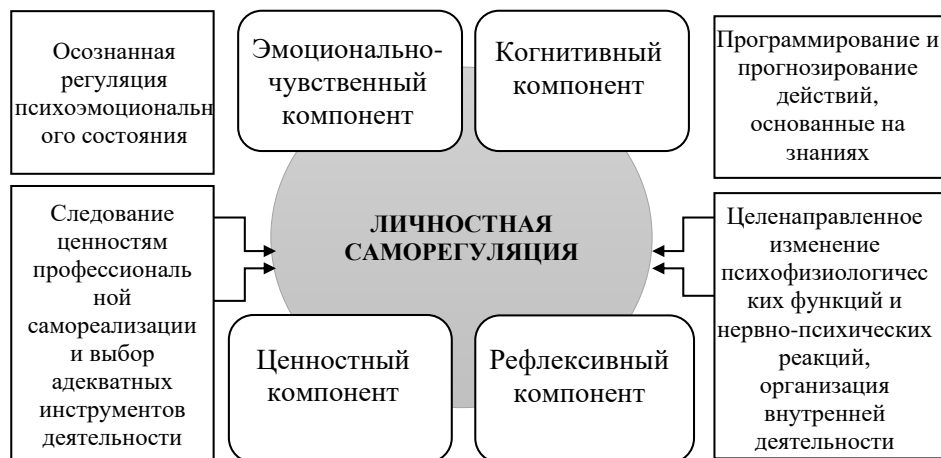 Осознанная
регуляция
психоэмоциональн
ого состояния
Эмоционально-
чувственный
компонент
Когнитивный
компонент
Программирование и
прогнозирование
действий,
основанные на
знаниях
Следование
ценностям
профессиональ
ной
самореализации
и выбор
адекватных
инструментов
деятельности
ЛИЧНОСТНАЯ
САМОРЕГУЛЯЦИЯ
Целенаправленное
изменение
психофизиологичес
ких функций и
нервно-психических
реакций,
организация
внутренней
деятельности
Ценностный
компонент
Рефлексивный
компонент